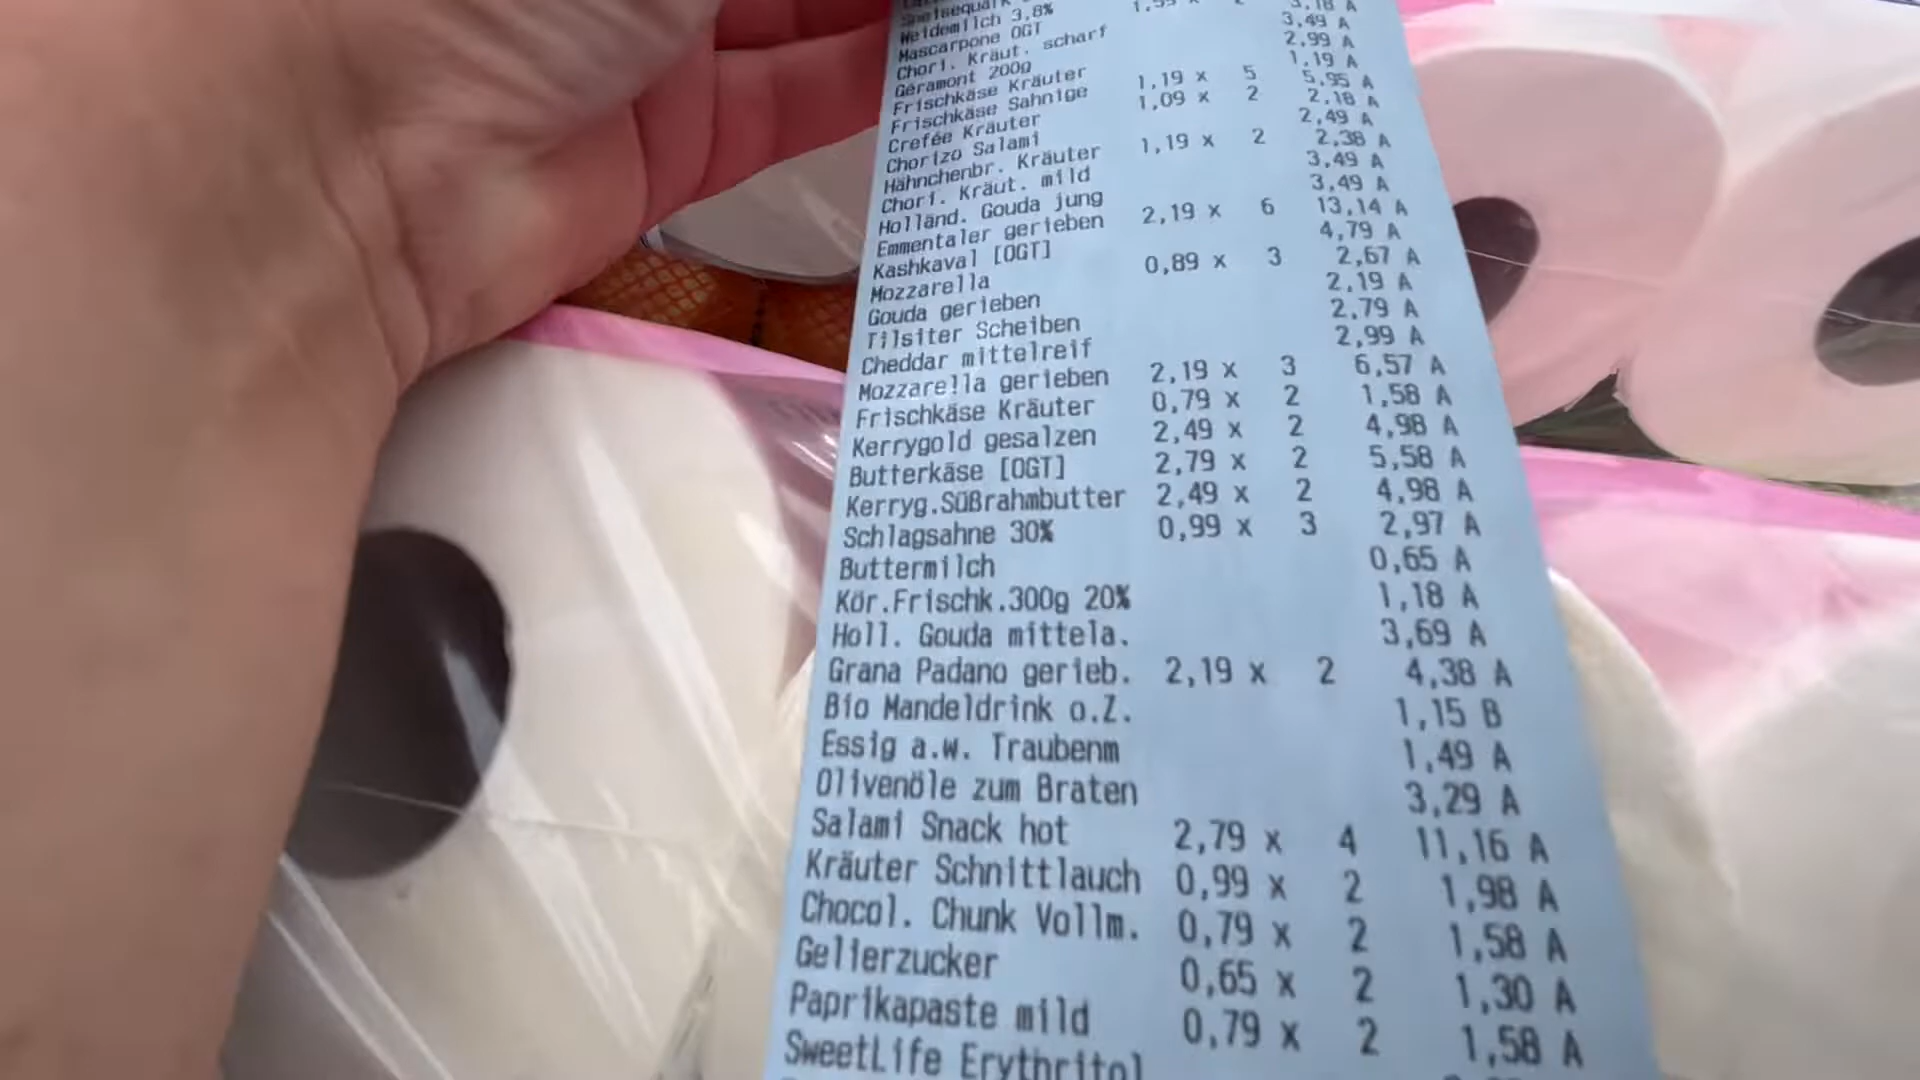 Weidemilch 3,8%
Mascarpone OGT 3,18 A
Chori. Kräut. scharf 3,49 A
Géramont 200g 2,99 A
Frischkäse Kräuter 1,19 A
Frischkäse Sahnige 1,19 x 5 5,95 A
Crefée Kräuter 1,09 x 2 2,18 A
Chorizo Salami 2,49 A
Hähnchenbr. Kräuter 1,19 x 2 2,38 A
Chori. Kräut. mild 3,49 A
Holländ. Gouda jung 3,49 A
Emmentaler gerieben 2,19 x 6 13,14 A
Kashkaval [OGT] 4,79 A
Mozzarella 0,89 x 3 2,67 A
Gouda gerieben 2,19 A
Tilsiter Scheiben 2,79 A
Cheddar mittelreif 2,99 A
Mozzarella gerieben 2,19 x 3 6,57 A
Frischkäse Kräuter 0,79 x 2 1,58 A
Kerrygold gesalzen 2,49 x 2 4,98 A
Butterkäse [OGT] 2,79 x 2 5,58 A
Kerryg.Süßrahmbutter 2,49 x 2 4,98 A
Schlagsahne 30% 0,99 x 3 2,97 A
Buttermilch 0,65 A
Kör.Frischk.300g 20% 1,18 A
Holl. Gouda mittela. 3,69 A
Grana Padano gerieb. 2,19 x 2 4,38 A
Bio Mandeldrink o.Z. 1,15 B
Essig a.w. Traubenm 1,49 A
Olivenöle zum Braten 3,29 A
Salami Snack hot 2,79 x 4 11,16 A
Kräuter Schnittlauch 0,99 x 2 1,98 A
Chocol. Chunk Vollm. 0,79 x 2 1,58 A
Gelierzucker 0,65 x 2 1,30 A
Paprikapaste mild 0,79 x 2 1,58 A
SweetLife Erythritol